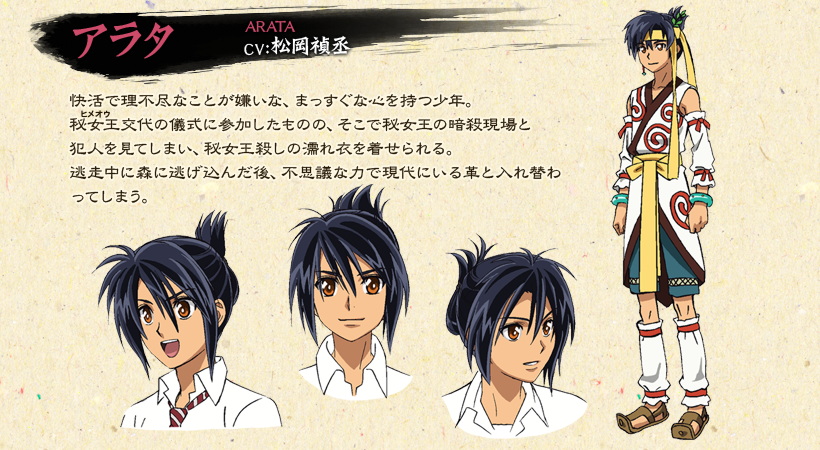 アラタ
ARATA
CV:松岡禎丞
快活で理不尽なことが嫌いな、まっすぐな心を持つ少年。
ヒメオウ
秘女王交代の儀式に参加したものの、そこで秘女王の暗殺現場と
犯人を見てしまい、秘女王殺しの濡れ衣を着せられる。
逃走中に森に逃げ込んだ後、不思議な力で現代にいる革と入れ替わ
ってしまう。